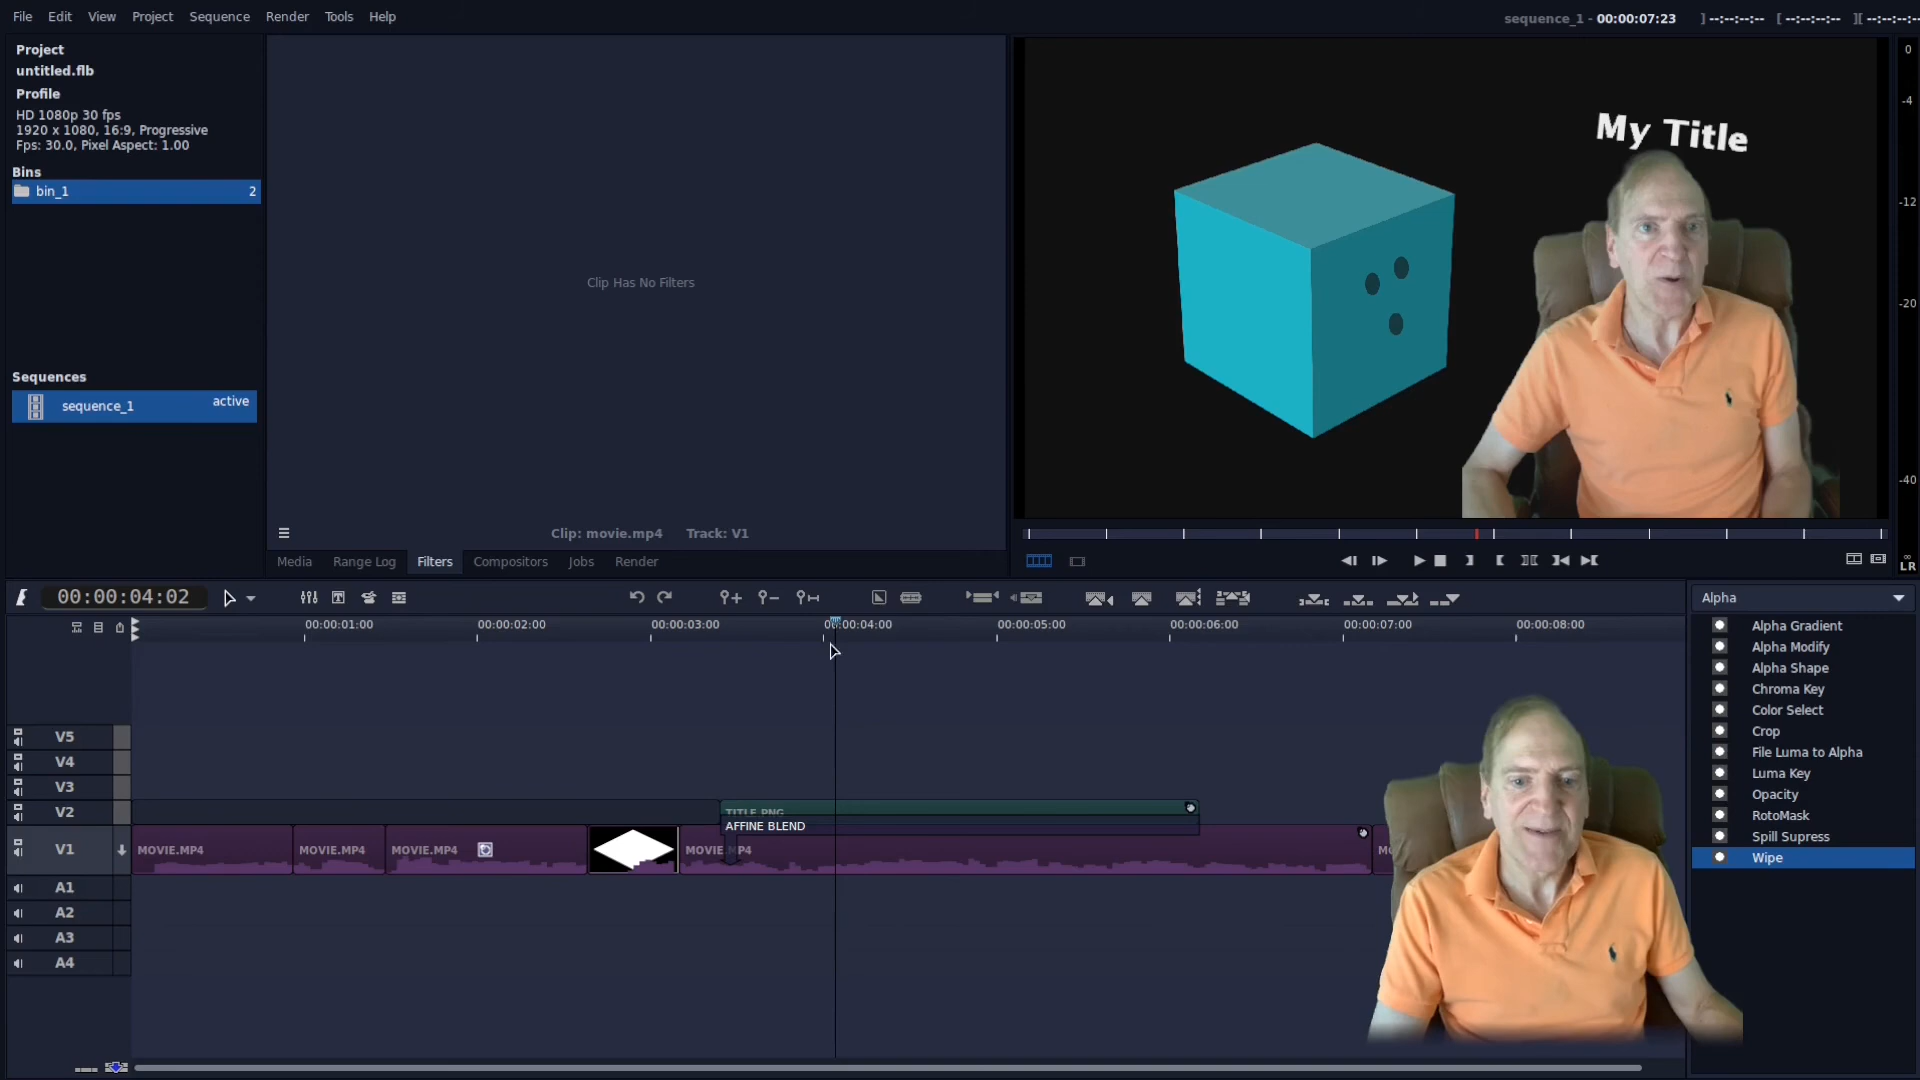 File Edit View Project Sequence Render Tools Help
sequence_1 - 00:00:07:23 ] --:--:--:-- [ --:--:--:-- ][ --:--:--:--
Project
untitled.flb
Profile
HD 1080p 30 fps
1920 x 1080, 16:9, Progressive
Fps: 30.0, Pixel Aspect: 1.00
Bins
bin_1 2
Sequences
sequence_1 active
Clip Has No Filters
Clip: movie.mp4 Track: V1
Media Range Log Filters Compositors Jobs Render
My Title
0
-4
-12
-20
-40
∞
LR
00:00:04:02
00:00:01:00 00:00:02:00 00:00:03:00 00:00:04:00 00:00:05:00 00:00:06:00 00:00:07:00 00:00:08:00
V5
V4
V3
V2
TITLE.PNG
AFFINE BLEND
V1
MOVIE.MP4 MOVIE.MP4 MOVIE.MP4 MOVIE.MP4
A1
A2
A3
A4
Alpha
Alpha Gradient
Alpha Modify
Alpha Shape
Chroma Key
Color Select
Crop
File Luma to Alpha
Luma Key
Opacity
RotoMask
Spill Supress
Wipe